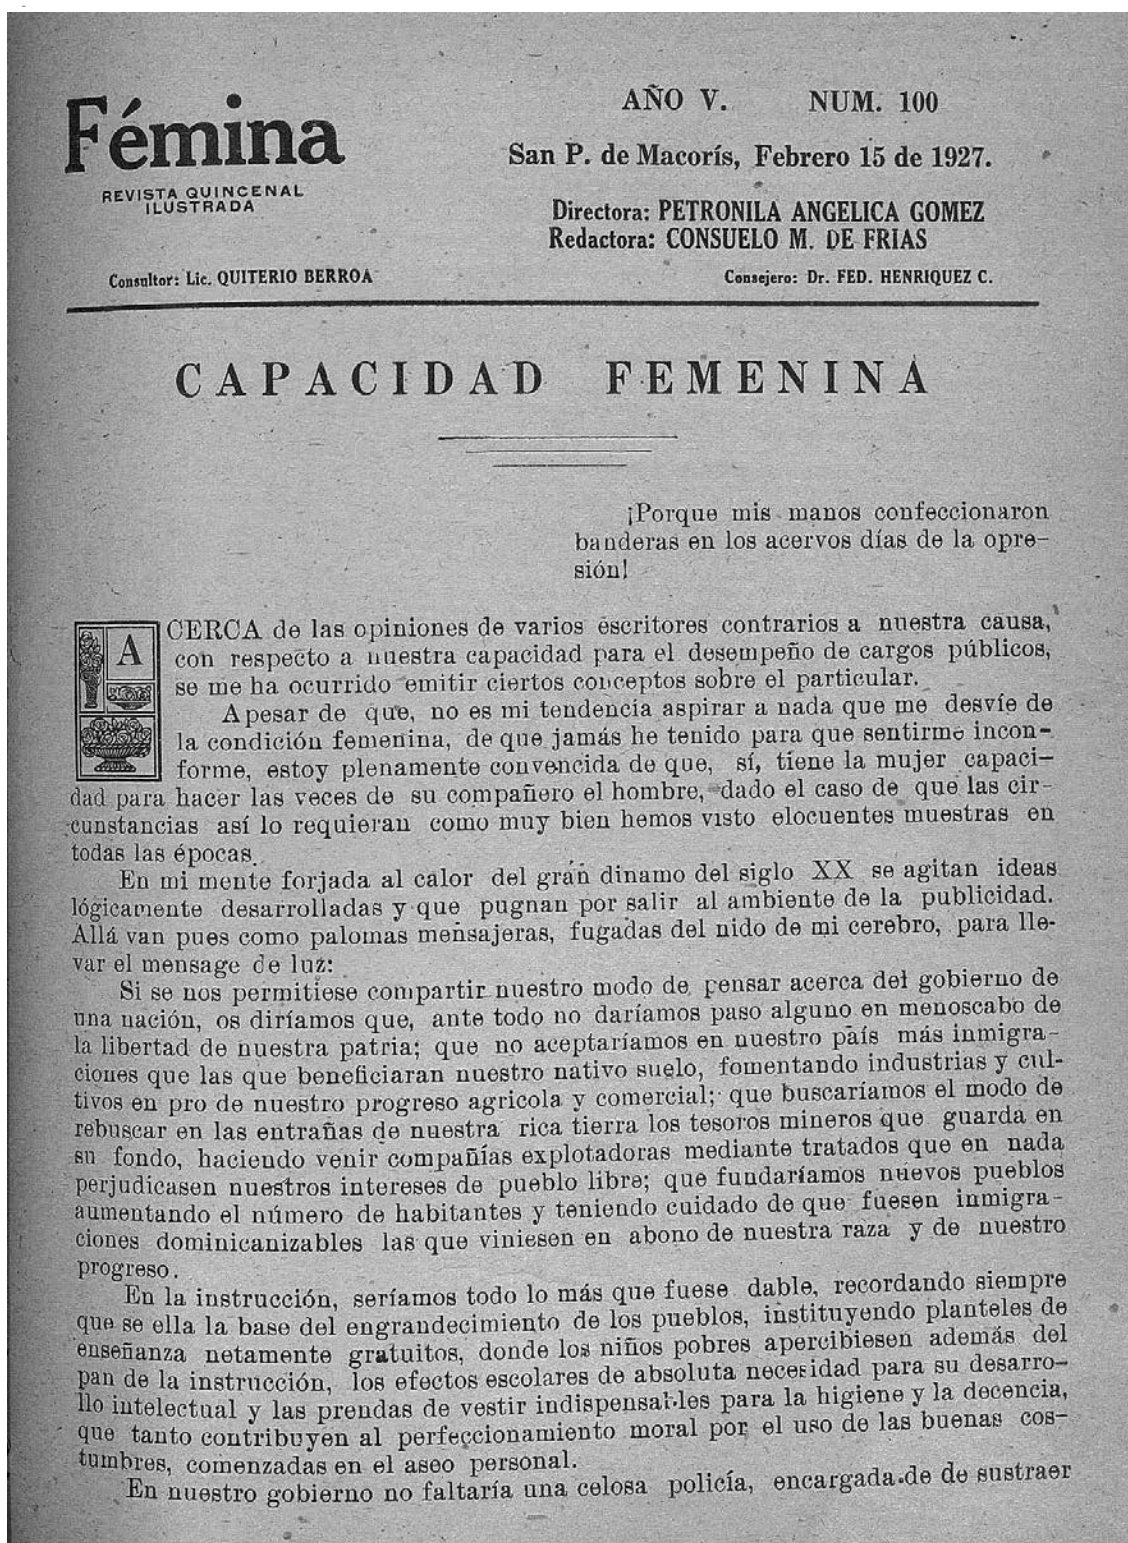 Fémina
REVISTA QUINCENAL
ILUSTRADA
AÑO V. NUM. 100
San P. de Macorís, Febrero 15 de 1927.
Directora: PETRONILA ANGELICA GOMEZ
Redactora: CONSUELO M. DE FRIAS
Consultor: Lic. QUITERIO BERROA
Consejero: Dr. FED. HENRIQUEZ C.
CAPACIDAD FEMENINA
¡Porque mis manos confeccionaron
banderas en los acervos días de la opre-
sión!
ACERCA de las opiniones de varios escritores contrarios a nuestra causa,
con respecto a nuestra capacidad para el desempeño de cargos públicos,
se me ha ocurrido emitir ciertos conceptos sobre el particular.
Apesar de que, no es mi tendencia aspirar a nada que me desvíe de
la condición femenina, de que jamás he tenido para que sentirme incon-
forme, estoy plenamente convencida de que, sí, tiene la mujer capaci-
dad para hacer las veces de su compañero el hombre, dado el caso de que las cir-
cunstancias así lo requieran como muy bien hemos visto elocuentes muestras en
todas las épocas.
En mi mente forjada al calor del gran dinamo del siglo XX se agitan ideas
lógicamente desarrolladas y que pugnan por salir al ambiente de la publicidad.
Allá van pues como palomas mensajeras, fugadas del nido de mi cerebro, para lle-
var el mensage de luz:
Si se nos permitiese compartir nuestro modo de pensar acerca del gobierno de
una nación, os diríamos que, ante todo no daríamos paso alguno en menoscabo de
la libertad de nuestra patria; que no aceptaríamos en nuestro país más inmigra-
ciones que las que beneficiaran nuestro nativo suelo, fomentando industrias y cul-
tivos en pro de nuestro progreso agricola y comercial; que buscaríamos el modo de
rebuscar en las entrañas de nuestra rica tierra los tesoros mineros que guarda en
su fondo, haciendo venir compañías explotadoras mediante tratados que en nada
perjudicasen nuestros intereses de pueblo libre; que fundaríamos nuevos pueblos
aumentando el número de habitantes y teniendo cuidado de que fuesen inmigra-
ciones dominicanizables las que viniesen en abono de nuestra raza y de nuestro
progreso.
En la instrucción, seríamos todo lo más que fuese dable, recordando siempre
que se ella la base del engrandecimiento de los pueblos, instituyendo planteles de
enseñanza netamente gratuitos, donde los niños pobres apercibiesen además del
pan de la instrucción, los efectos escolares de absoluta necesidad para su desarro-
llo intelectual y las prendas de vestir indispensables para la higiene y la decencia,
que tanto contribuyen al perfeccionamiento moral por el uso de las buenas cos-
tumbres, comenzadas en el aseo personal.
En nuestro gobierno no faltaría una celosa policía, encargada de de sustraer